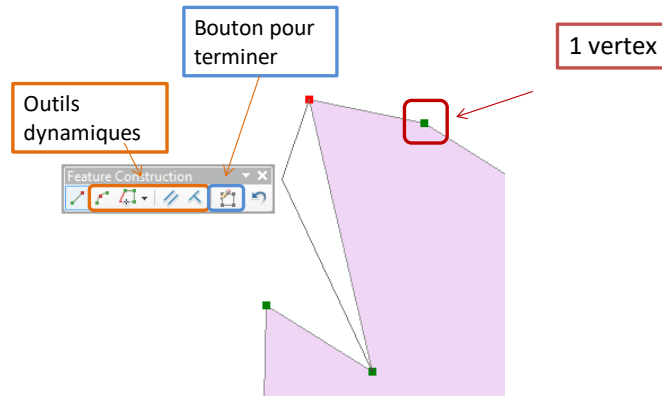 Bouton pour
terminer
1 vertex
Outils
dynamiques
Feature Construction